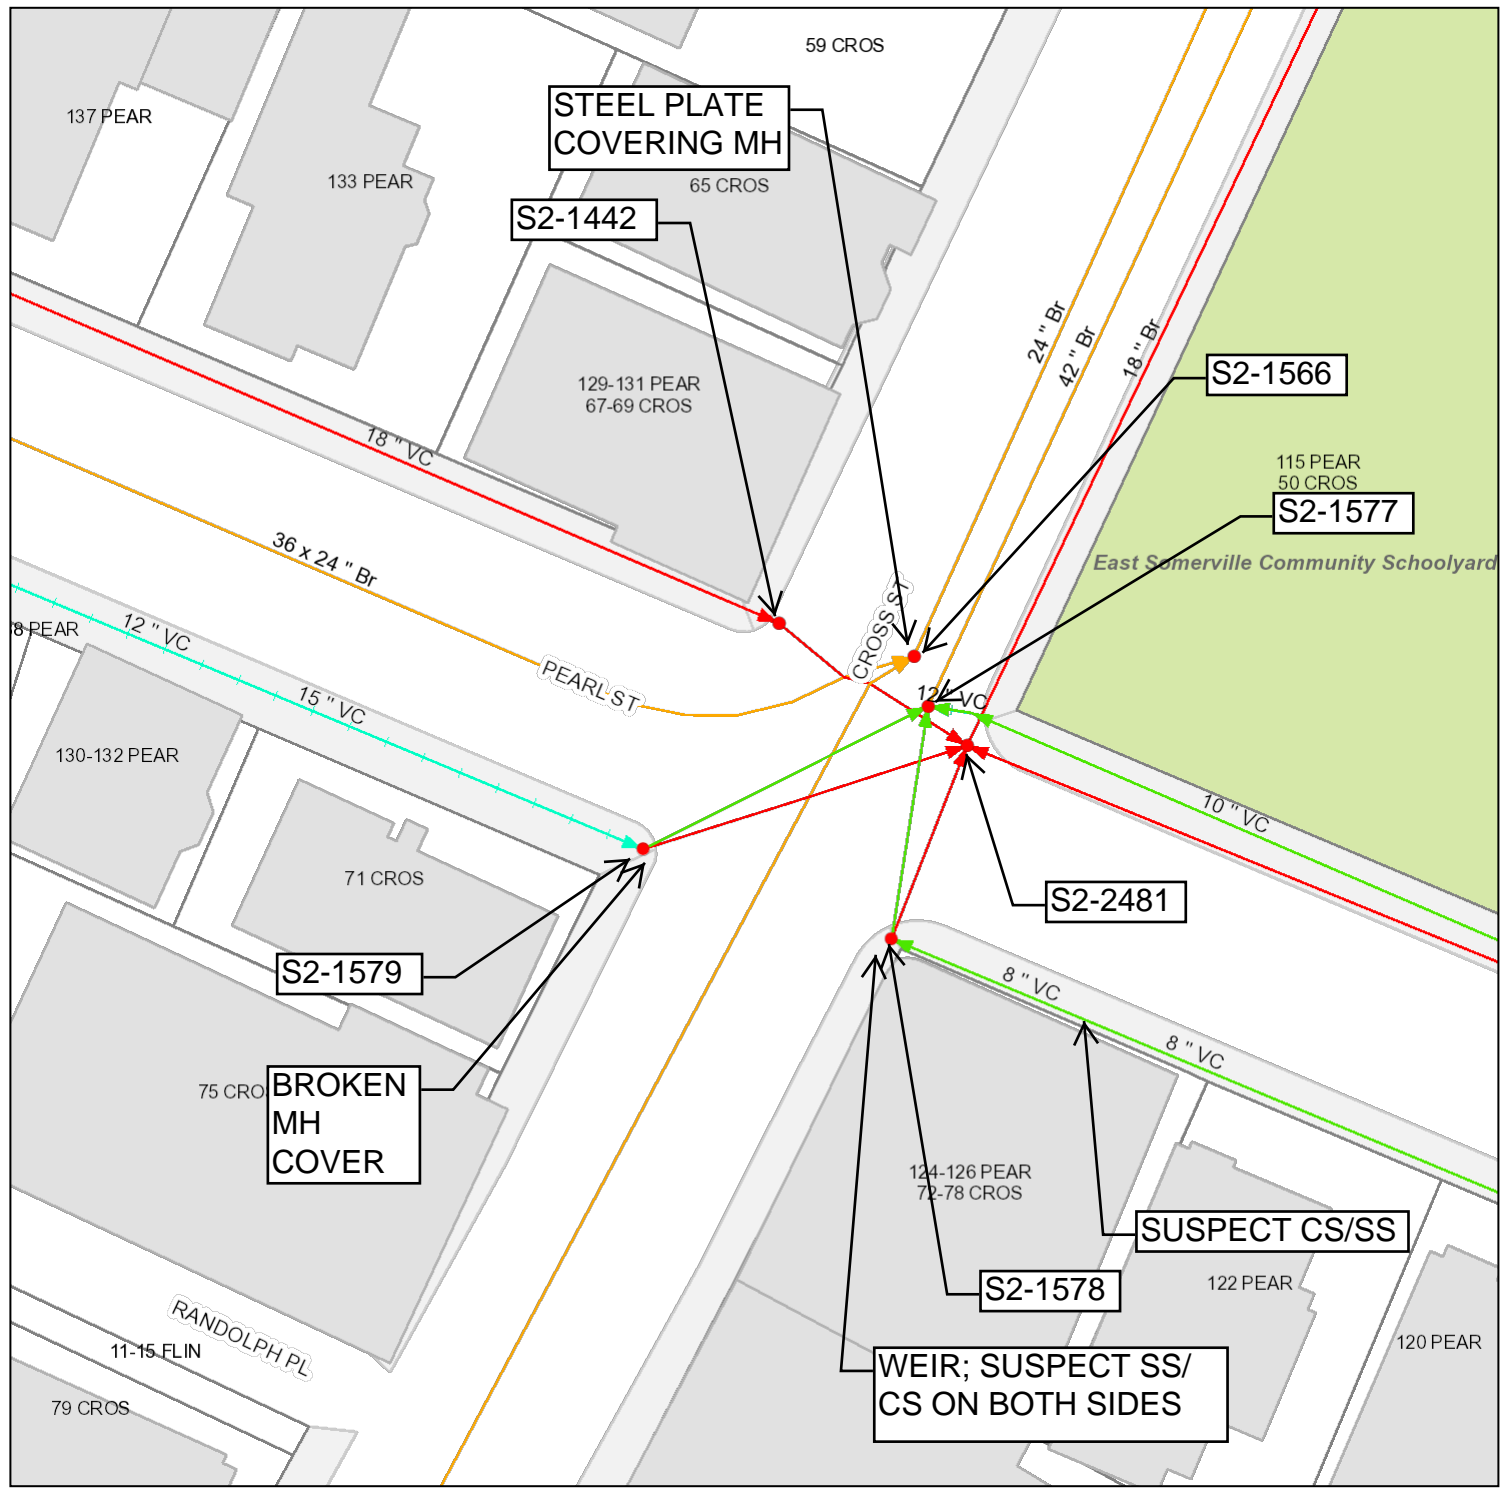 59 CROS
STEEL PLATE
COVERING MH
137 PEAR
133 PEAR
65 CROS
S2-1442
24 " Br
42 " Br
18 " Br
S2-1566
129-131 PEAR
67-69 CROS
18 " VC
115 PEAR
50 CROS
S2-1577
36 x 24 " Br
East Somerville Community Schoolyard
CROSS ST
12 " VC
8 PEAR
PEARL ST
12 " VC
15 " VC
130-132 PEAR
10 " VC
71 CROS
S2-2481
S2-1579
8 " VC
8 " VC
75 CROS
BROKEN
MH
COVER
124-126 PEAR
72-78 CROS
SUSPECT CS/SS
S2-1578
122 PEAR
RANDOLPH PL
11-15 FLIN
120 PEAR
WEIR; SUSPECT SS/
CS ON BOTH SIDES
79 CROS